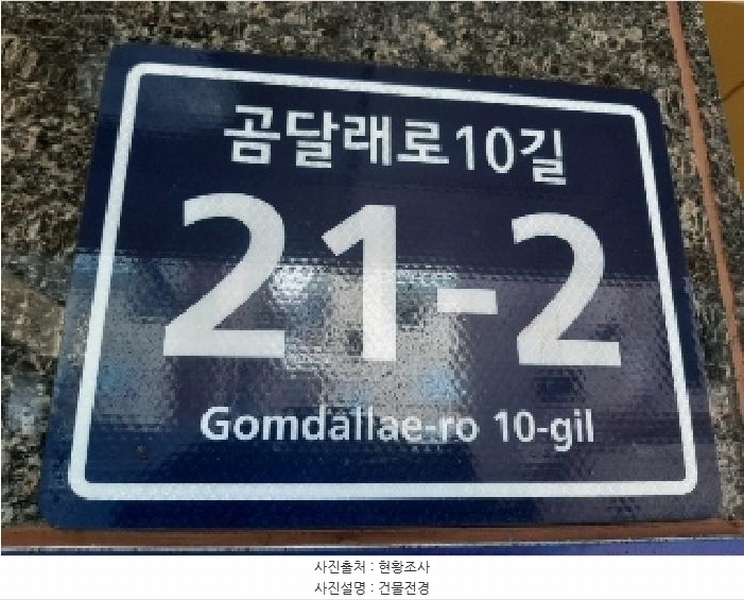 곰달래로10길
21-2
Gomdallae-ro 10-gil
사진출처 : 현황조사
사진설명 : 건물전경